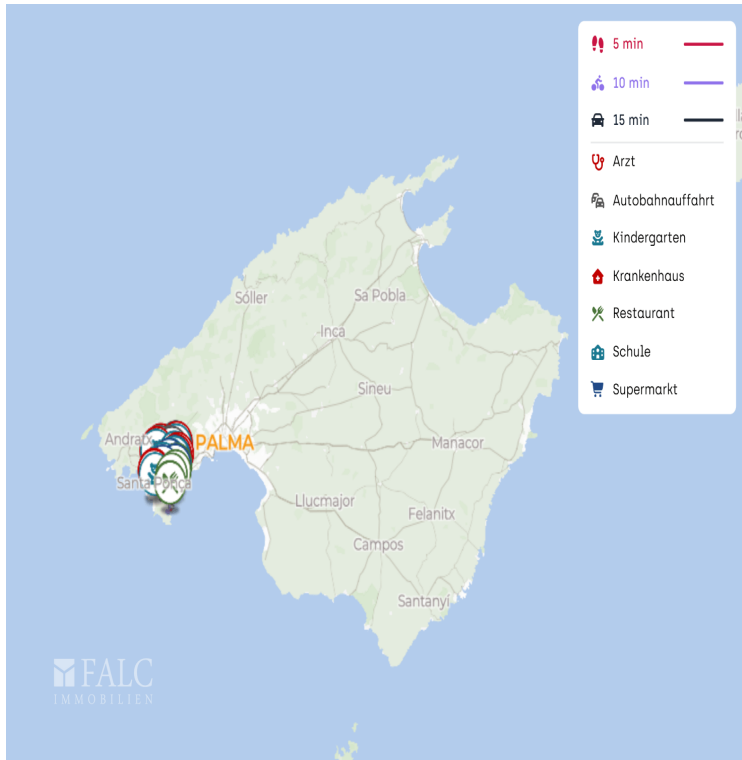 5 min
10 min
15 min
Arzt
Autobahnauffahrt
Kindergarten
Krankenhaus
Restaurant
Schule
Supermarkt
Sóller
Sa Pobla
Inca
Sineu
Andratx
PALMA
Manacor
Santa Ponça
Llucmajor
Felanitx
Campos
Santanyí
FALC
IMMOBILIEN